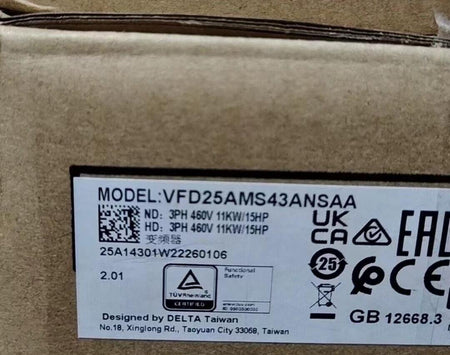 MODEL:VFD25AMS43ANSAA
ND: 3PH 460V 11KW/15HP
HD: 3PH 460V 11KW/15HP
变频器
25A14301W22260106
2.01
TÜVRheinland
CERTIFIED
Functional
Safety
UK
CA
EAC
25
CE
GB 12668.3
Designed by DELTA Taiwan
No.18, Xinglong Rd., Taoyuan City 33068, Taiwan